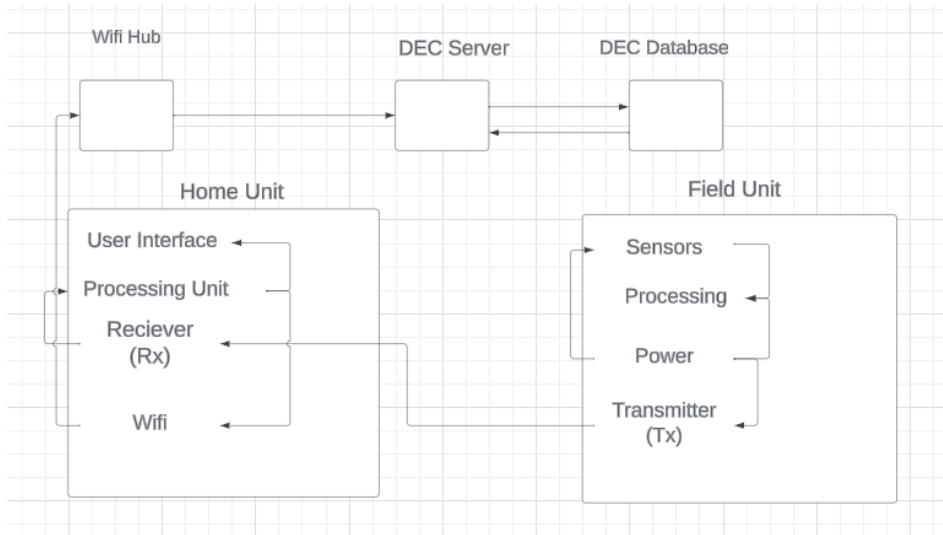 Wifi Hub
DEC Server
DEC Database
Home Unit
User Interface
Processing Unit
Reciever
(Rx)
Wifi
Field Unit
Sensors
Processing
Power
Transmitter
(Tx)